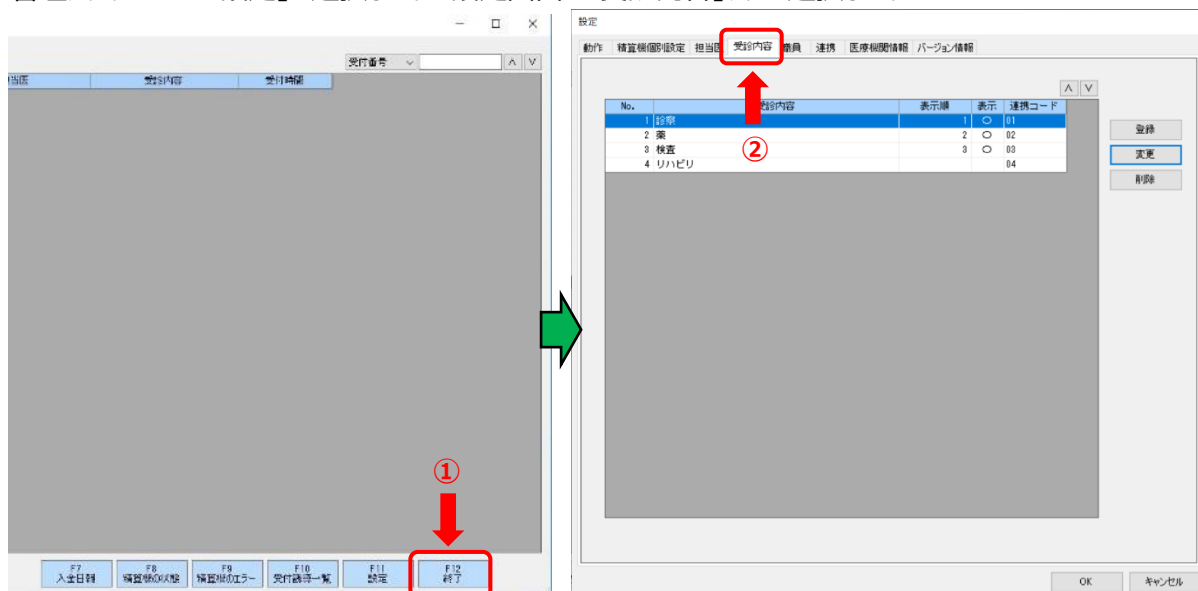 受付番号
担当医 受診内容 受付時間
①
F7 入金日報
F8 精算機の状態
F9 精算機のエラー
F10 受付誘導一覧
F11 設定
F12 終了
設定
動作 精算機個別設定 担当医 受診内容 職員 連携 医療機関情報 バージョン情報
No. 受診内容 表示順 表示 連携コード
1 診察 1 ○ 01
2 薬 2 ○ 02
3 検査 3 ○ 03
4 リハビリ 04
②
登録
変更
削除
OK キャンセル